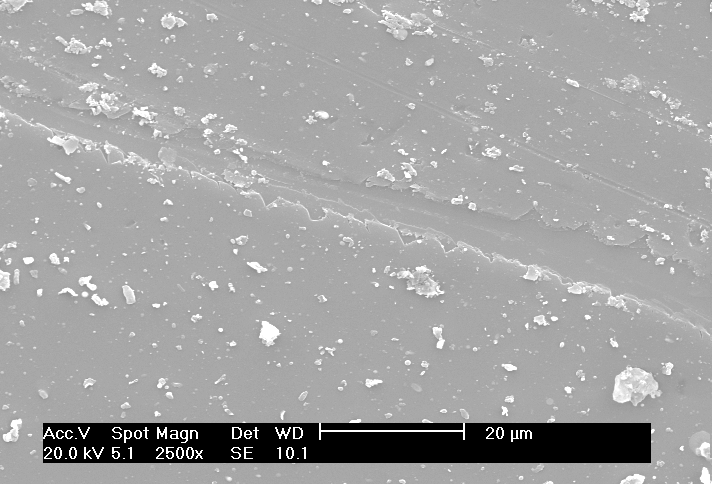 Acc.V Spot Magn Det WD 20 µm
20.0 kV 5.1 2500x SE 10.1